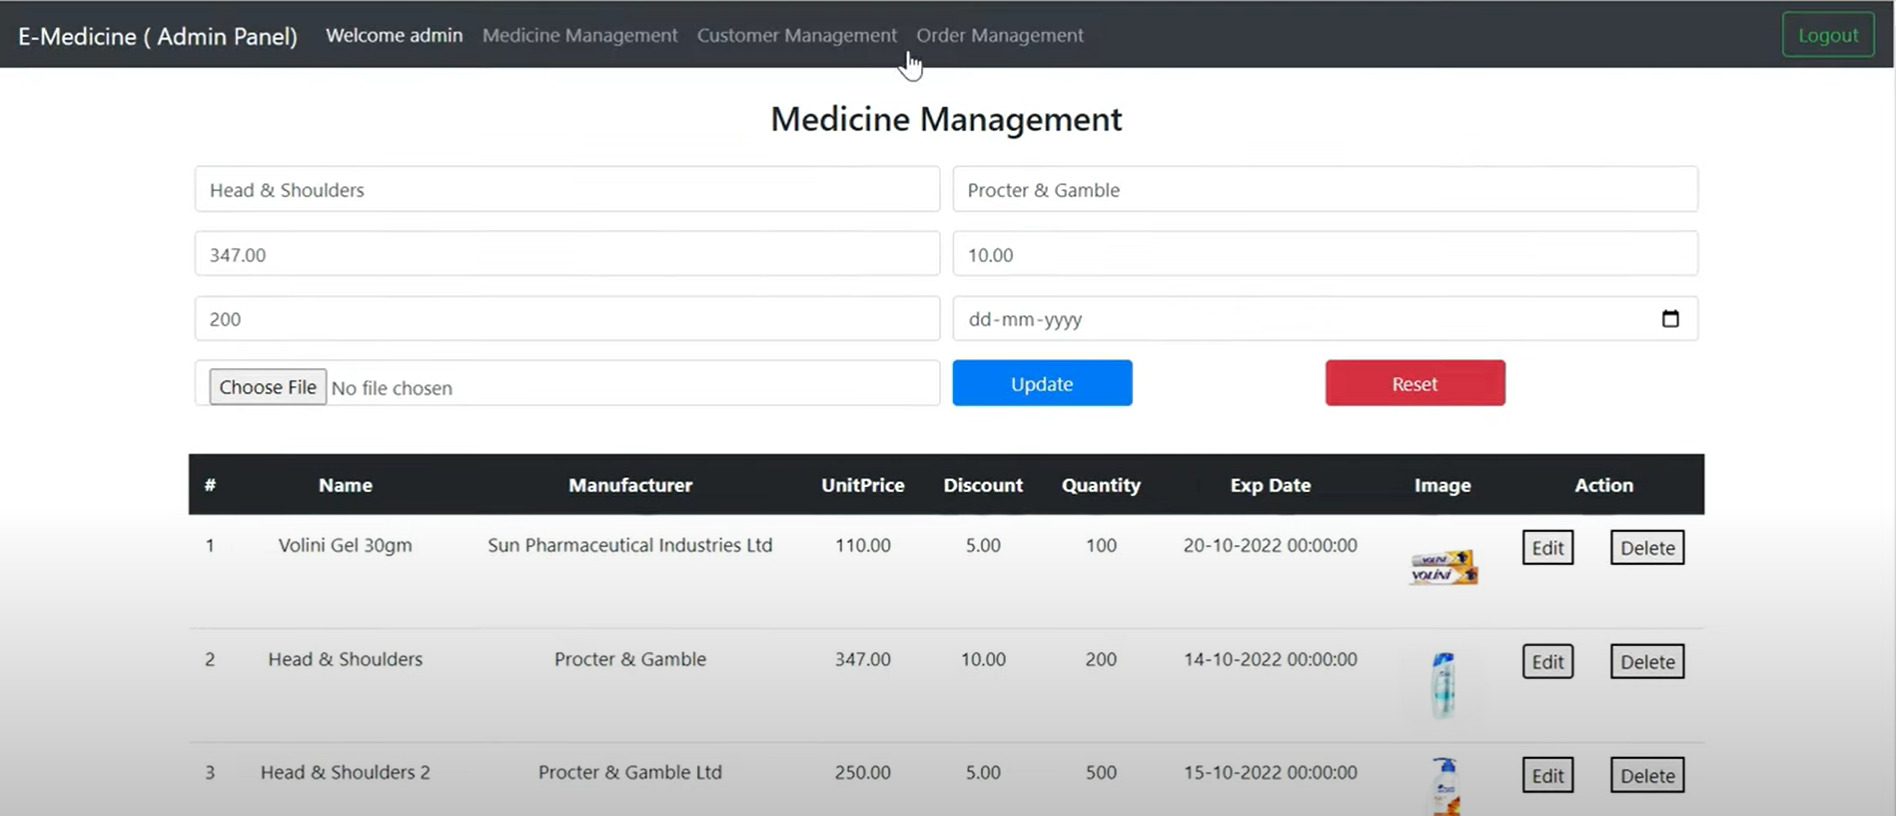 E-Medicine ( Admin Panel) Welcome admin Medicine Management Customer Management Order Management Logout
Medicine Management
Head & Shoulders Procter & Gamble
347.00 10.00
200 dd-mm-yyyy
Choose File No file chosen Update Reset
# Name Manufacturer UnitPrice Discount Quantity Exp Date Image Action
1 Volini Gel 30gm Sun Pharmaceutical Industries Ltd 110.00 5.00 100 20-10-2022 00:00:00 VOLINI Edit Delete
VOLINI
2 Head & Shoulders Procter & Gamble 347.00 10.00 200 14-10-2022 00:00:00 Edit Delete
3 Head & Shoulders 2 Procter & Gamble Ltd 250.00 5.00 500 15-10-2022 00:00:00 Edit Delete